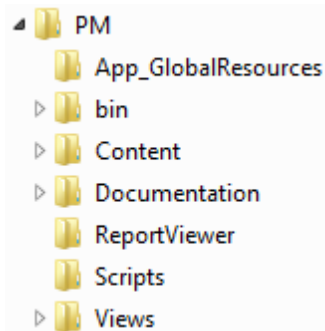 PM
App_GlobalResources
bin
Content
Documentation
ReportViewer
Scripts
Views